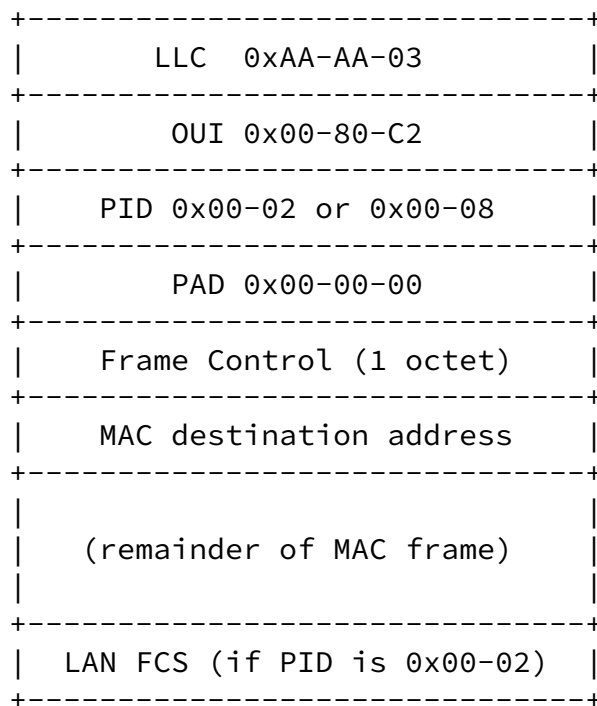 +-------------------------------+
|       LLC  0xAA-AA-03         |
+-------------------------------+
|        OUI 0x00-80-C2         |
+-------------------------------+
|    PID 0x00-02 or 0x00-08     |
+-------------------------------+
|        PAD 0x00-00-00         |
+-------------------------------+
|    Frame Control (1 octet)    |
+-------------------------------+
|    MAC destination address    |
+-------------------------------+
|                               |
|   (remainder of MAC frame)    |
|                               |
+-------------------------------+
|  LAN FCS (if PID is 0x00-02)  |
+-------------------------------+